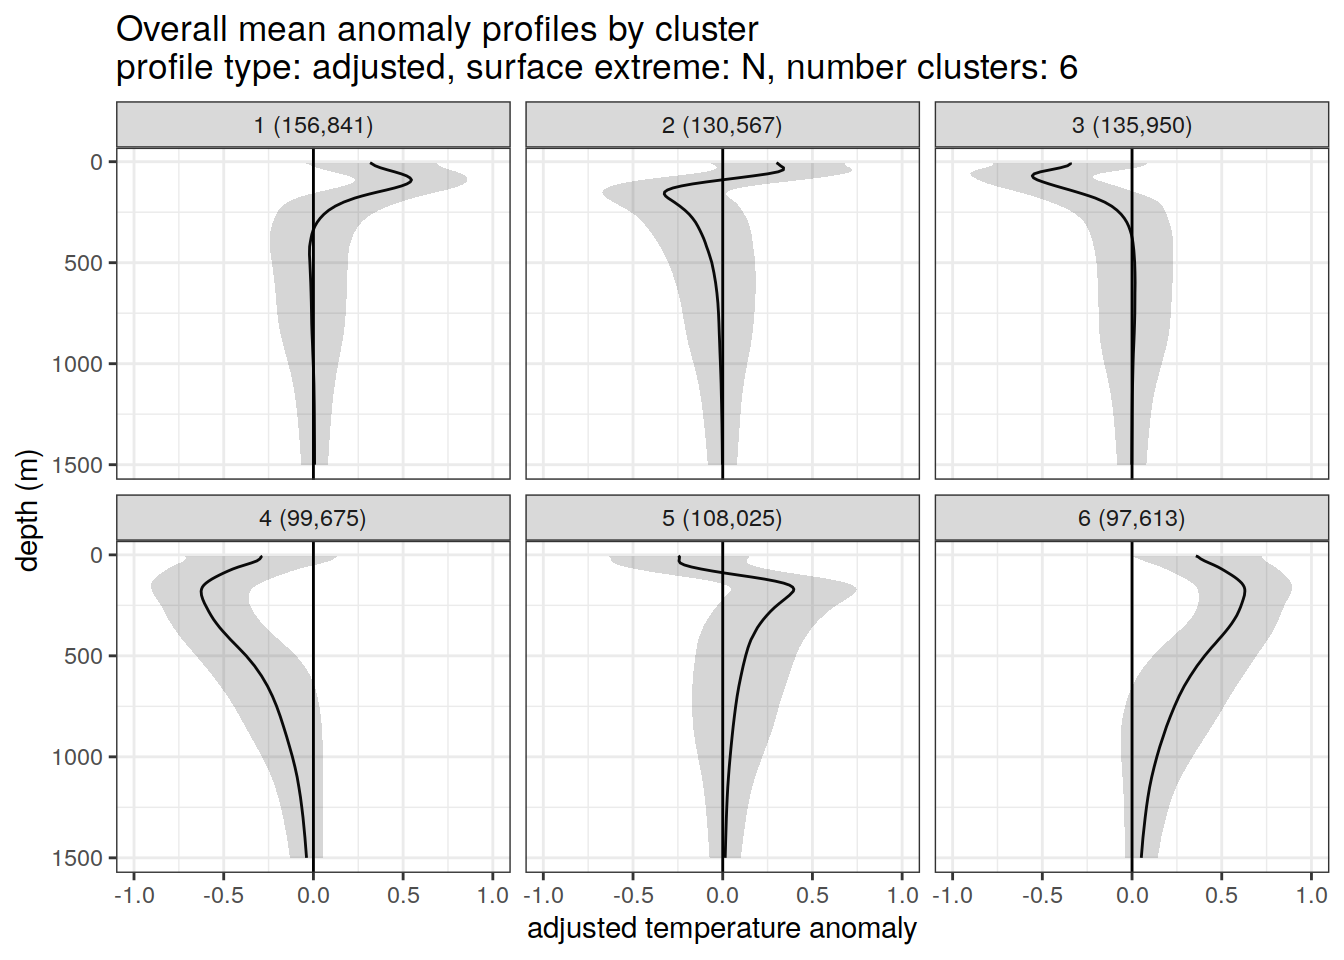 Overall mean anomaly profiles by cluster
profile type: adjusted, surface extreme: N, number clusters: 6
1 (156,841)
2 (130,567)
3 (135,950)
0
500
1000
1500
4 (99,675)
5 (108,025)
6 (97,613)
0
500
1000
1500
depth (m)
-1.0 -0.5 0.0 0.5 1.0
-1.0 -0.5 0.0 0.5 1.0
-1.0 -0.5 0.0 0.5 1.0
adjusted temperature anomaly